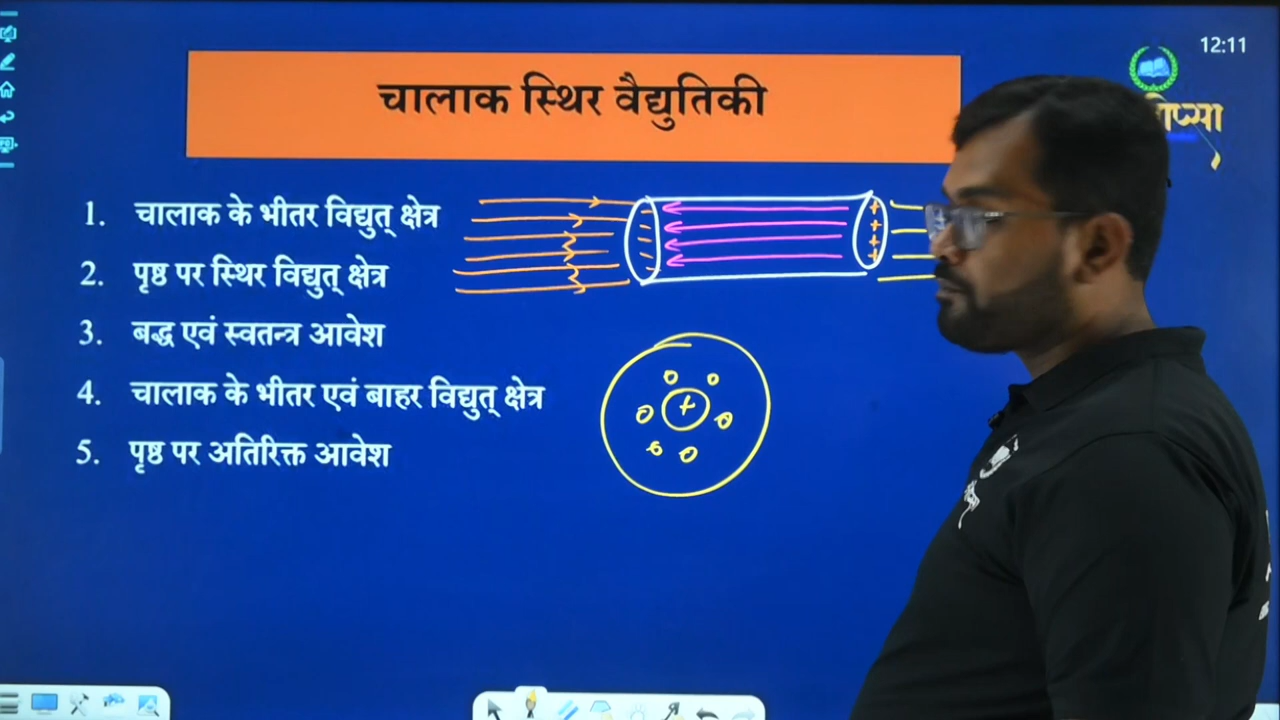 12:11
चालाक स्थिर वैद्युतिकी
1. चालाक के भीतर विद्युत् क्षेत्र
2. पृष्ठ पर स्थिर विद्युत् क्षेत्र
3. बद्ध एवं स्वतन्त्र आवेश
4. चालाक के भीतर एवं बाहर विद्युत् क्षेत्र
5. पृष्ठ पर अतिरिक्त आवेश